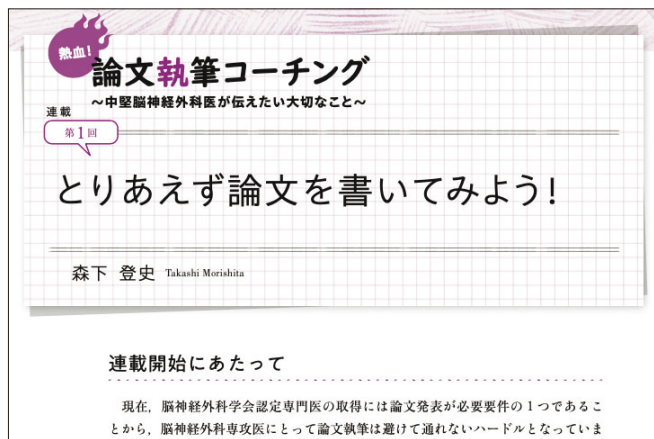 熱血!
論文執筆コーチング
~中堅脳神経外科医が伝えたい大切なこと~
連載
第1回
とりあえず論文を書いてみよう!
森下 登史 Takashi Morishita
連載開始にあたって
現在，脳神経外科学会認定専門医の取得には論文発表が必要要件の1つであるこ
とから，脳神経外科専攻医にとって論文執筆は避けて通れないハードルとなっていま